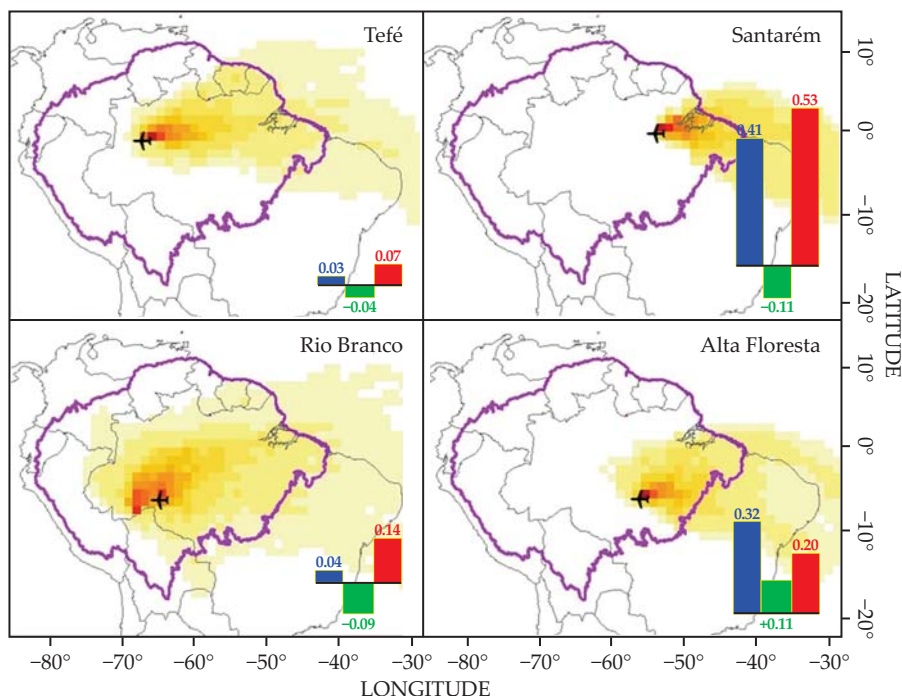 Tefé
Santarém
0.03
−0.04
0.07
0.41
−0.11
0.53
10°
0°
−10°
−20°
Rio Branco
Alta Floresta
0.04
−0.09
0.14
0.32
+0.11
0.20
10°
0°
−10°
−20°
LATITUDE
−80° −70° −60° −50° −40° −30° −80° −70° −60° −50° −40° −30°
LONGITUDE